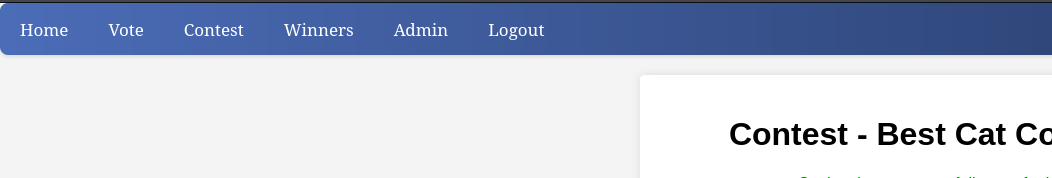 Home Vote Contest Winners Admin Logout
Contest - Best Cat Co